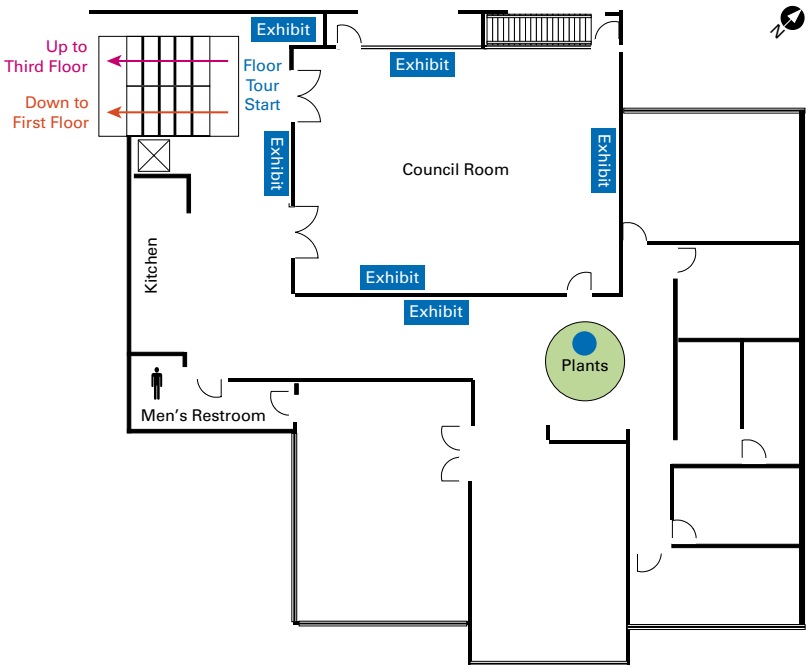 Exhibit
N
Up to
Third Floor
Floor
Tour
Start
Exhibit
Down to
First Floor
Exhibit
Exhibit
Council Room
Kitchen
Exhibit
Exhibit
Plants
Men's Restroom